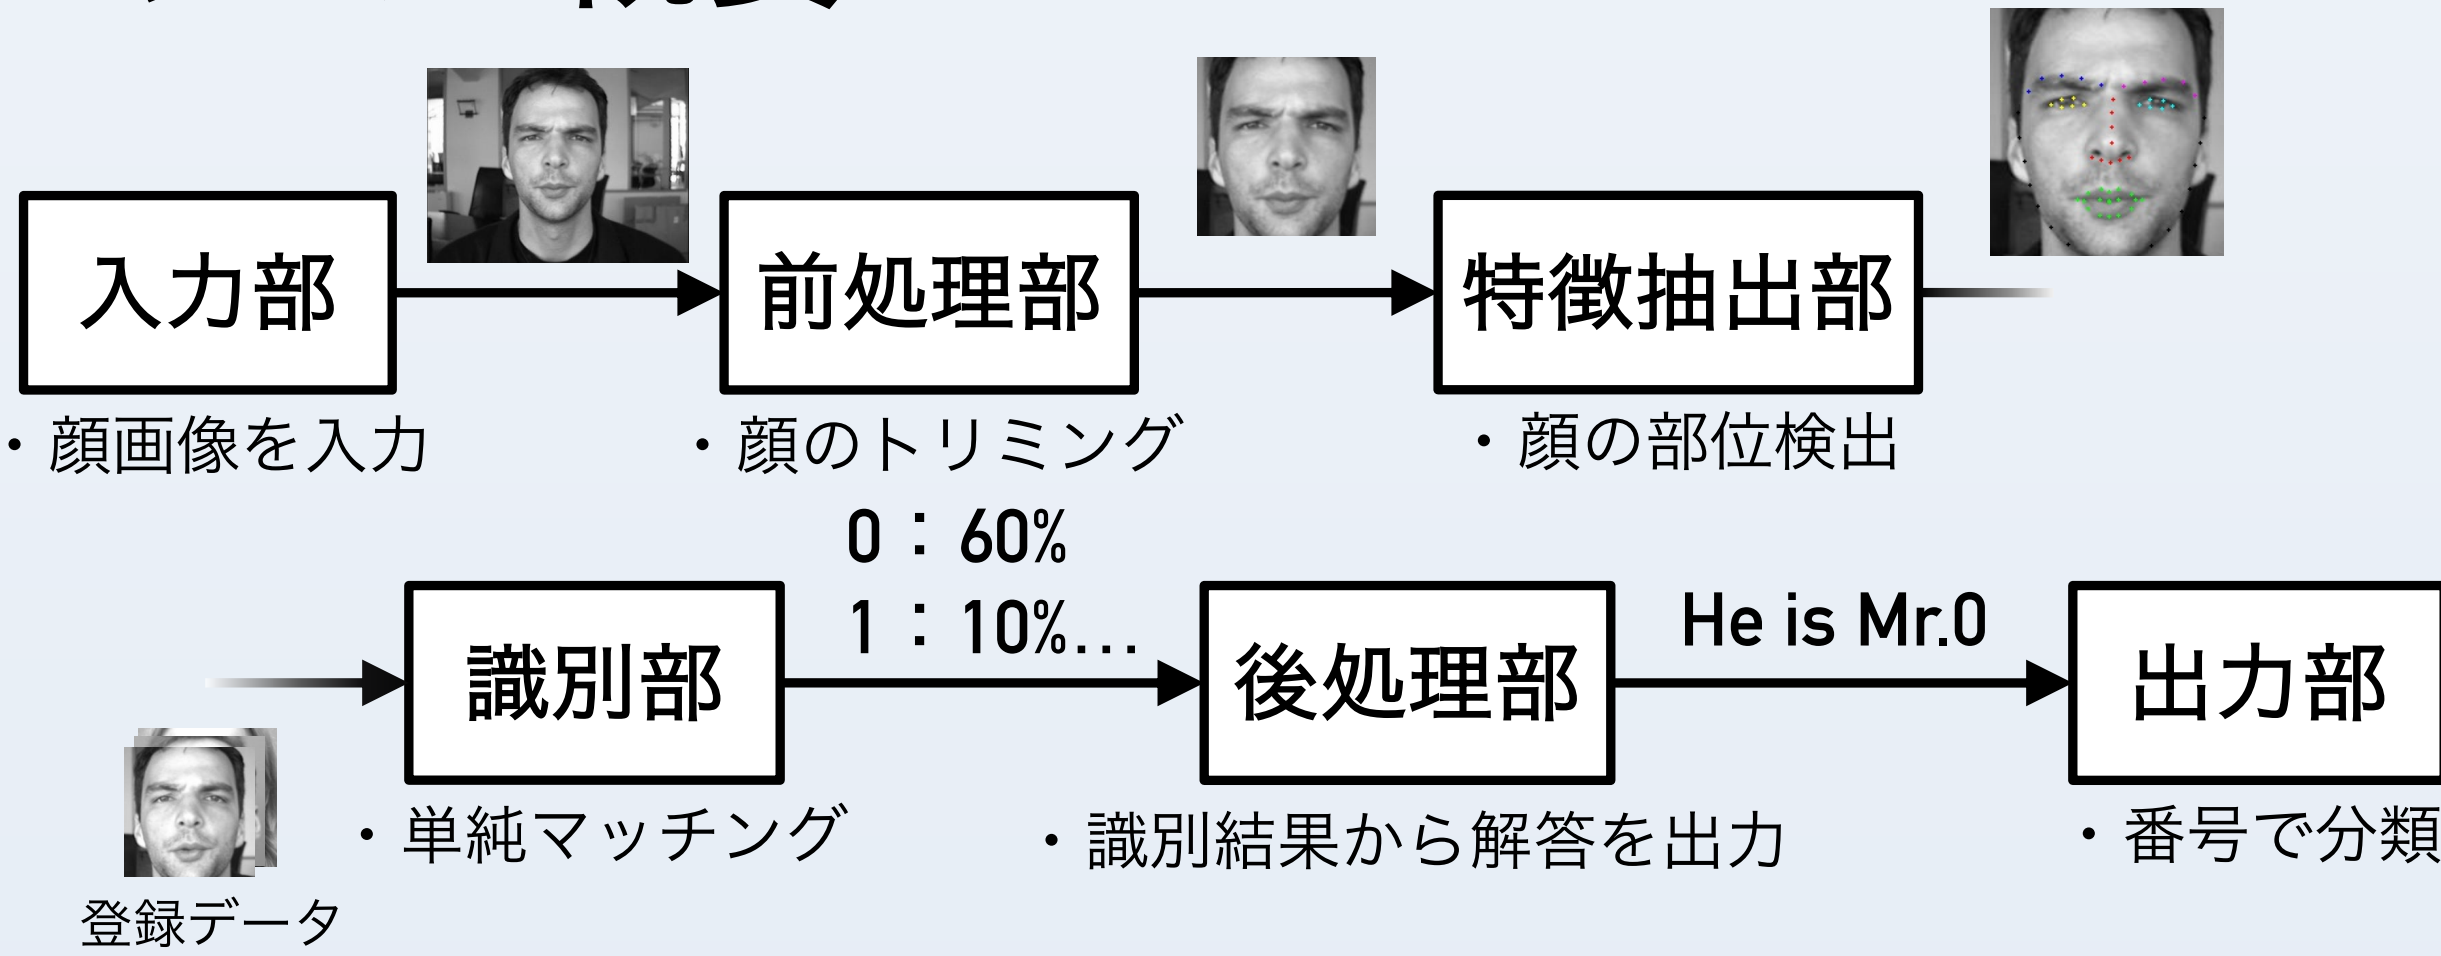 入力部
前処理部
特徴抽出部
・顔画像を入力
・顔のトリミング
・顔の部位検出
0：60%
1：10%...
He is Mr.0
識別部
後処理部
出力部
・単純マッチング
・識別結果から解答を出力
・番号で分類
登録データ